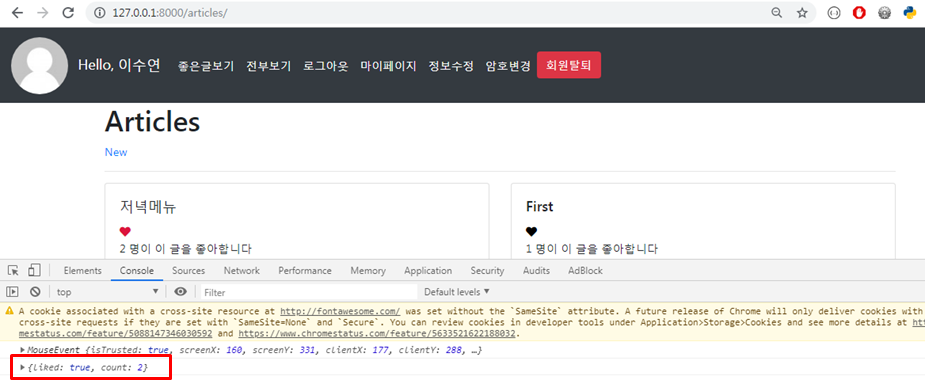 127.0.0.1:8000/articles/
Hello, 이수연 좋은글보기 전부보기 로그아웃 마이페이지 정보수정 암호변경 회원탈퇴
Articles
New
저녁메뉴
2 명이 이 글을 좋아합니다
First
1 명이 이 글을 좋아합니다
Elements Console Sources Network Performance Memory Application Security Audits AdBlock
top Filter Default levels
A cookie associated with a cross-site resource at http://fontawesome.com/ was set without the `SameSite` attribute. A future release of Chrome will only deliver cookies with
cross-site requests if they are set with `SameSite=None` and `Secure`. You can review cookies in developer tools under Application>Storage>Cookies and see more details at htt
mestatus.com/feature/5088147346030592 and https://www.chromestatus.com/feature/5633521622188032.
MouseEvent {isTrusted: true, screenX: 160, screenY: 331, clientX: 177, clientY: 288, …}
{liked: true, count: 2}